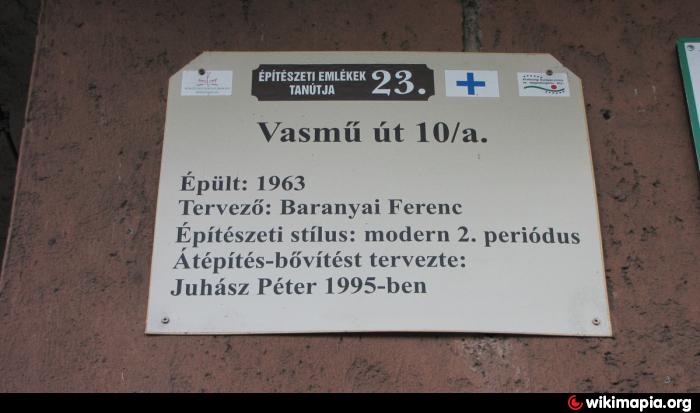 ÉPÍTÉSZETI EMLÉKEK
TANÚTJA 23.
Vasmű út 10/a.
Épült: 1963
Tervező: Baranyai Ferenc
Építészeti stílus: modern 2. periódus
Átépítés-bővítést tervezte:
Juhász Péter 1995-ben
wikimapia.org